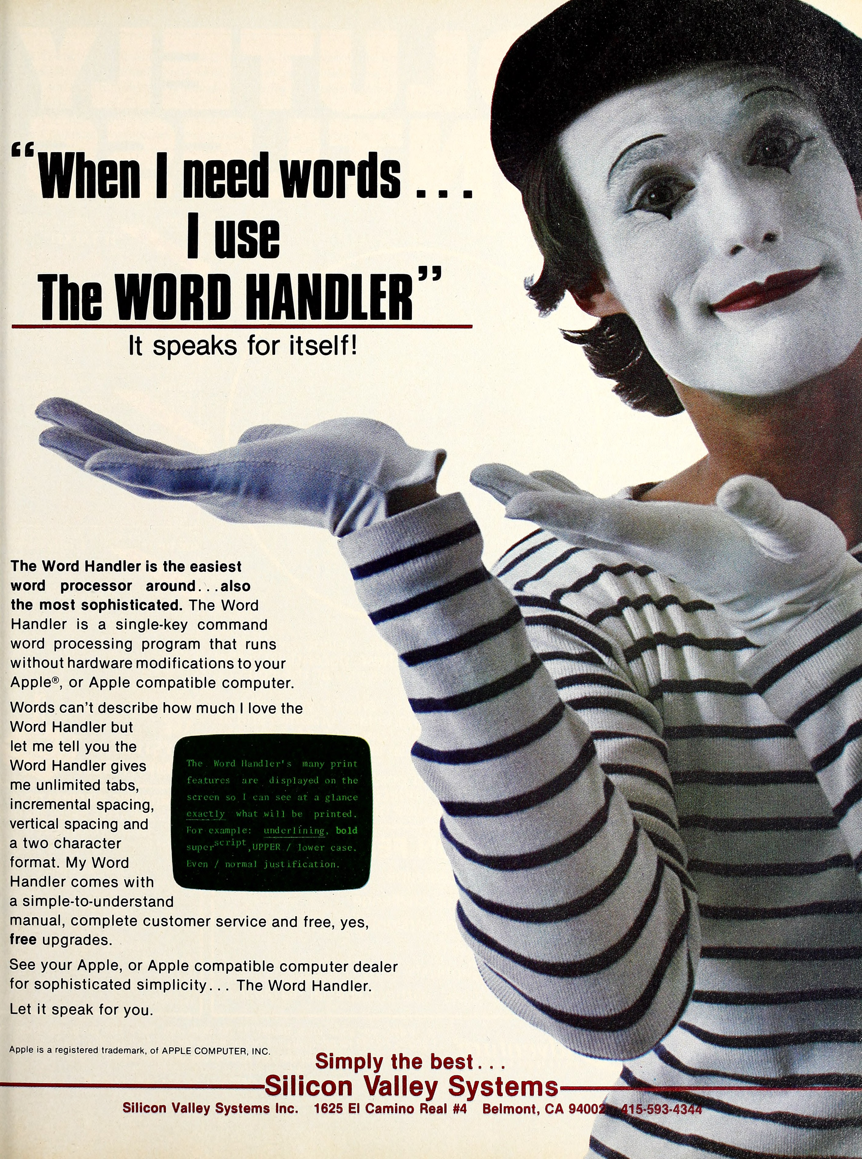 “When I need words ...
I use
The WORD HANDLER”
It speaks for itself!
The Word Handler is the easiest
word processor around...also
the most sophisticated. The Word
Handler is a single-key command
word processing program that runs
without hardware modifications to your
Apple®, or Apple compatible computer.
Words can't describe how much I love the
Word Handler but
let me tell you the
Word Handler gives
me unlimited tabs,
incremental spacing,
vertical spacing and
a two character
format. My Word
Handler comes with
a simple-to-understand
manual, complete customer service and free, yes,
free upgrades.
The Word Handler's many print
features are displayed on the
screen so I can see at a glance
exactly what will be printed.
For example: underlining, bold
superscript, UPPER / lower case.
Even / normal justification.
See your Apple, or Apple compatible computer dealer
for sophisticated simplicity... The Word Handler.
Let it speak for you.
Apple is a registered trademark, of APPLE COMPUTER, INC.
Simply the best...
Silicon Valley Systems
Silicon Valley Systems Inc. 1625 El Camino Real #4 Belmont, CA 94002 415-593-4344